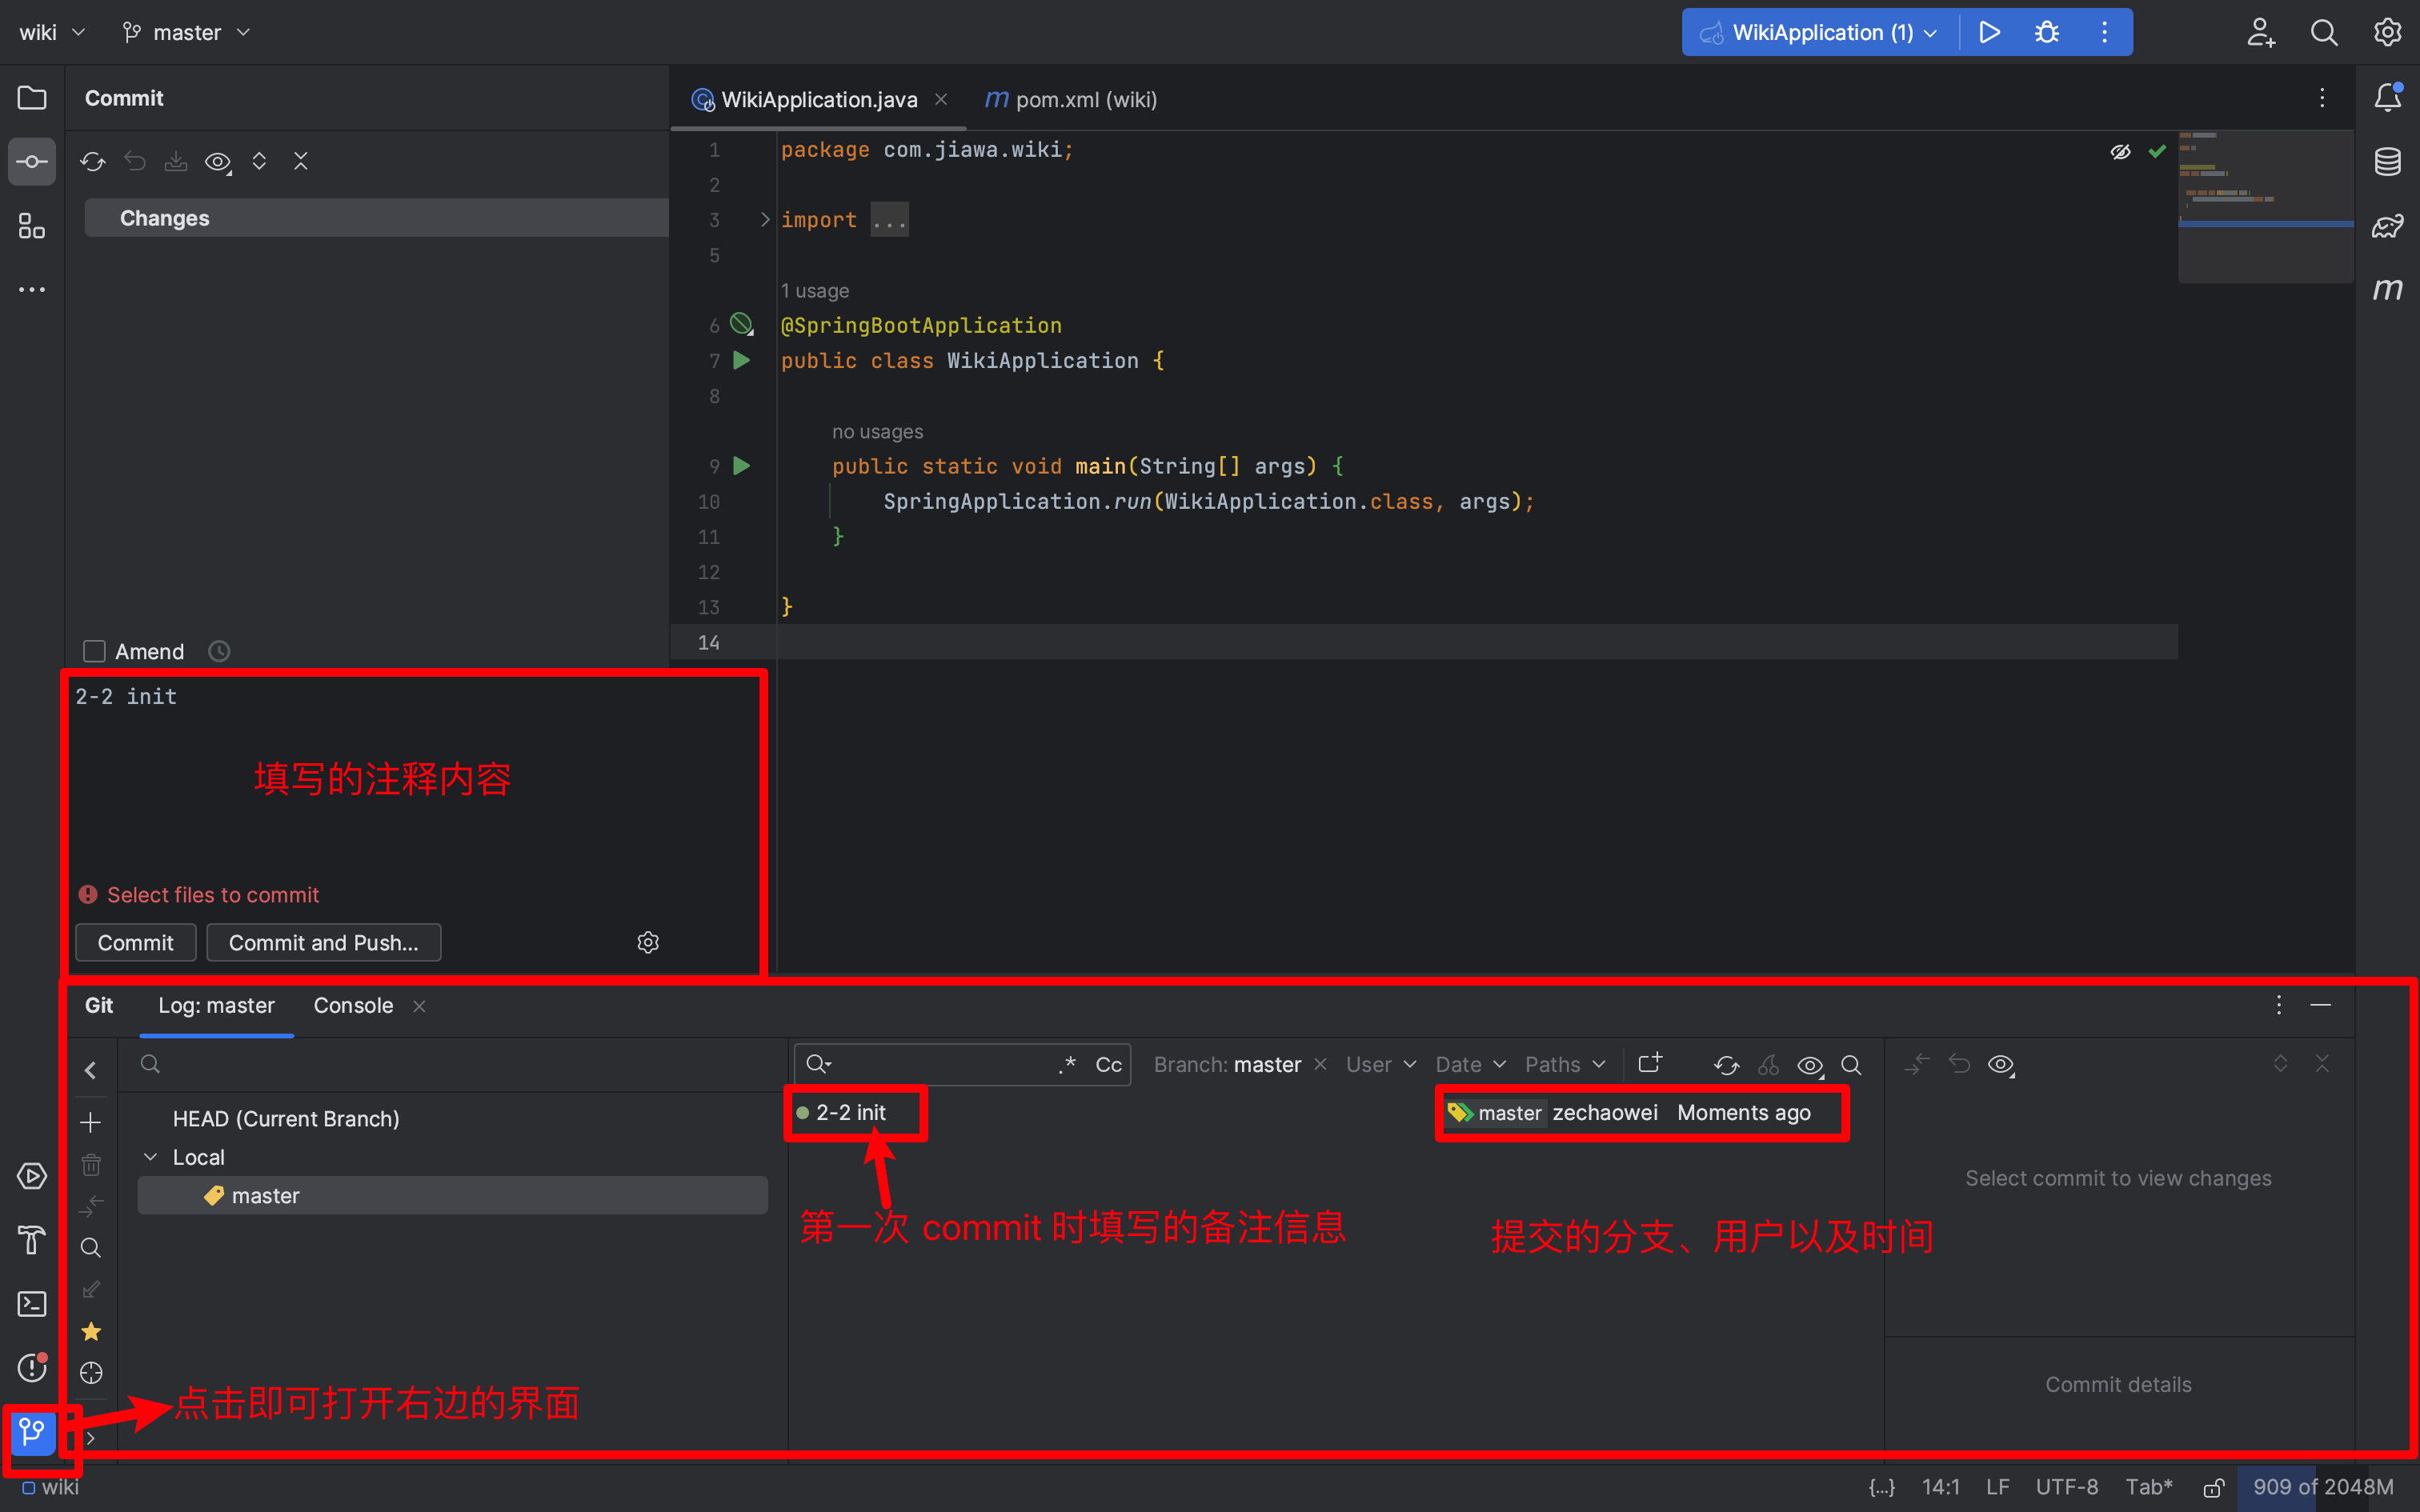 wiki
master
WikiApplication (1)
Commit
WikiApplication.java
pom.xml (wiki)
Changes
1 package com.jiawa.wiki;
2
3 import ...
5
1 usage
6 @SpringBootApplication
7 public class WikiApplication {
8
no usages
9 public static void main(String[] args) {
10 SpringApplication.run(WikiApplication.class, args);
11 }
12
13 }
14
Amend
2-2 init
填写的注释内容
Select files to commit
Commit
Commit and Push...
Git
Log: master
Console
.* Cc
Branch: master
User
Date
Paths
HEAD (Current Branch)
Local
master
2-2 init
master zechaowei Moments ago
第一次 commit 时填写的备注信息
提交的分支、用户以及时间
Select commit to view changes
Commit details
点击即可打开右边的界面
wiki
{...}
14:1
LF
UTF-8
Tab*
909 of 2048M